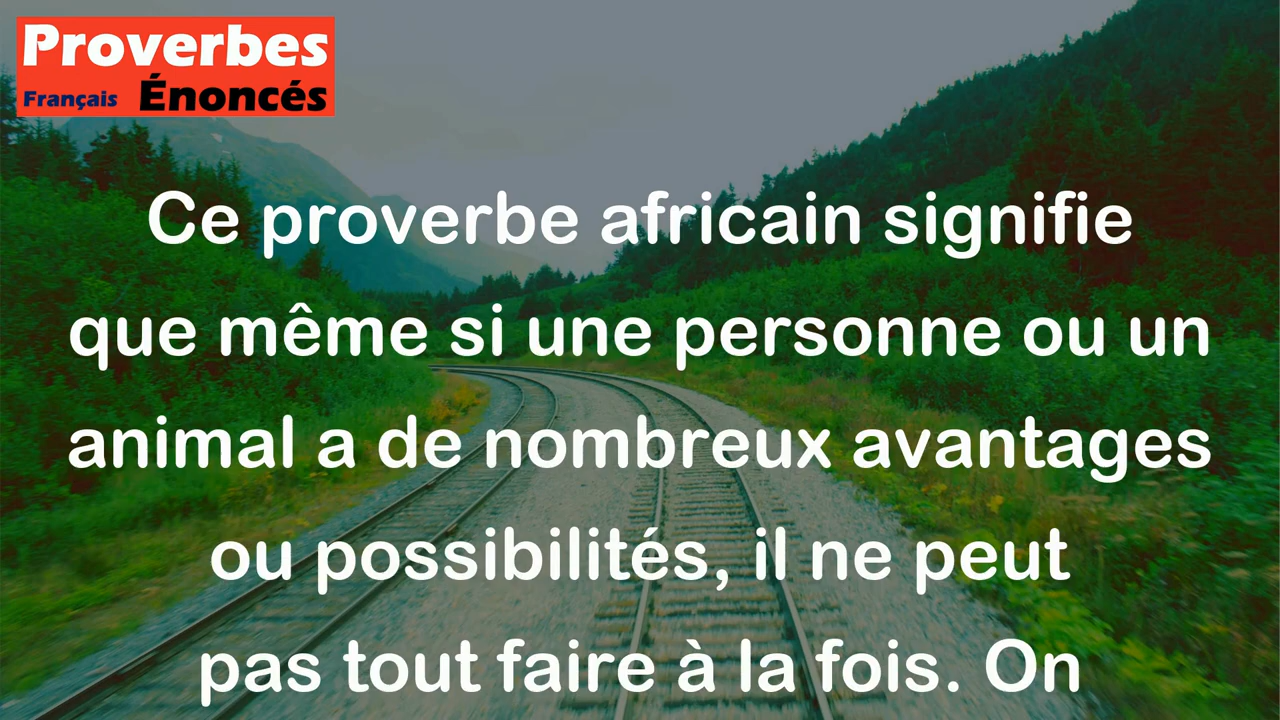 Proverbes
Français Énoncés
Ce proverbe africain signifie
que même si une personne ou un
animal a de nombreux avantages
ou possibilités, il ne peut
pas tout faire à la fois. On